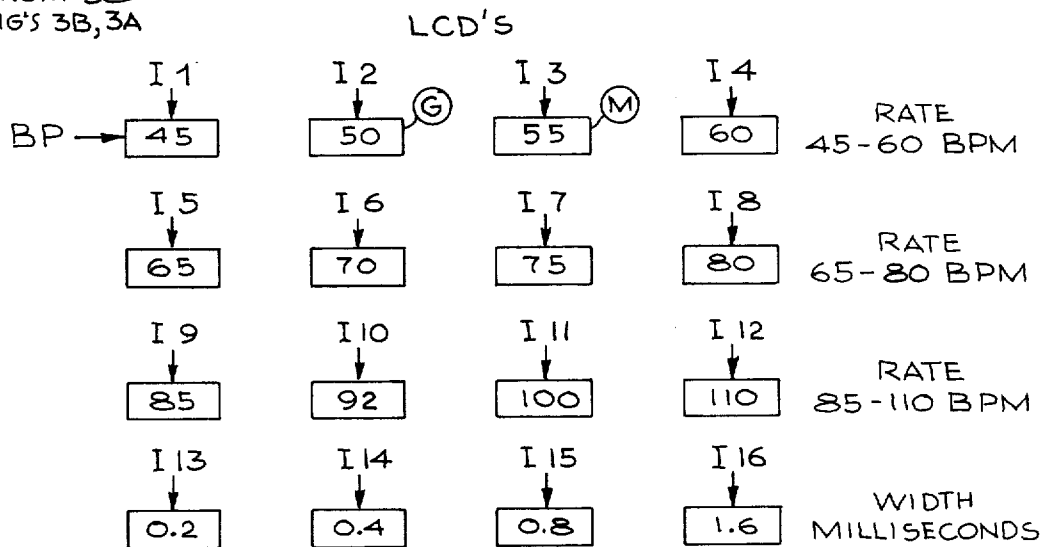 3B, 3A
LCD'S
I 1 I 2 I 3 I 4
G M
BP 45 50 55 60 RATE
45-60 BPM
I 5 I 6 I 7 I 8
65 70 75 80 RATE
65-80 BPM
I 9 I 10 I 11 I 12
85 92 100 110 RATE
85-110 BPM
I 13 I 14 I 15 I 16
0.2 0.4 0.8 1.6 WIDTH
MILLISECONDS